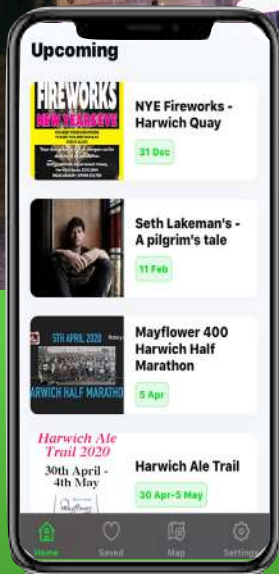 Upcoming
FIREWORKS
NEW YEARS EVE
NYE Fireworks -
Harwich Quay
31 Dec
Seth Lakeman's -
A pilgrim's tale
11 Feb
5TH APRIL 2020
ARWICH HALF MARATHO
Mayflower 400
Harwich Half
Marathon
5 Apr
Harwich Ale
Trail 2020
30th April -
4th May
Mayflower
Harwich Ale Trail
30 Apr-5 May
Home
Saved
Map
Settings